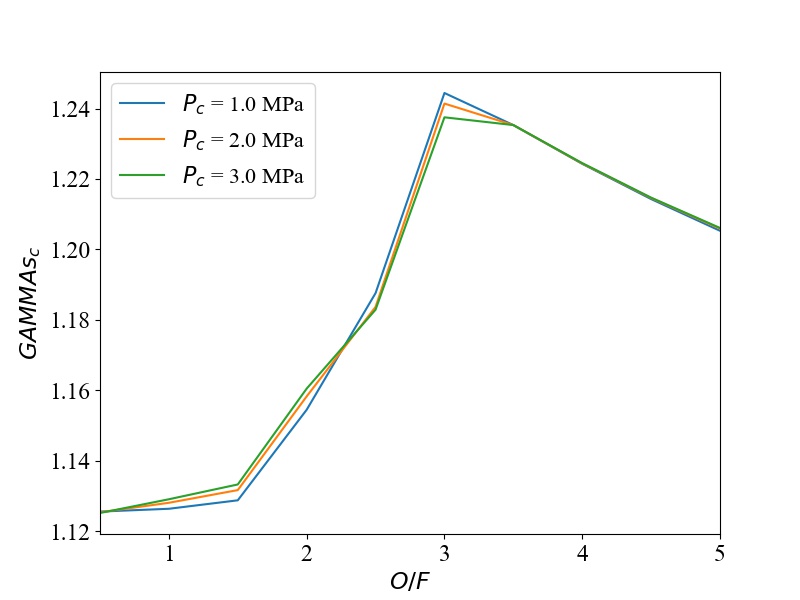 P_c = 1.0 MPa
P_c = 2.0 MPa
P_c = 3.0 MPa
1.24
1.22
1.20
1.18
1.16
1.14
1.12
GAMMAs_c
1 2 3 4 5
O/F